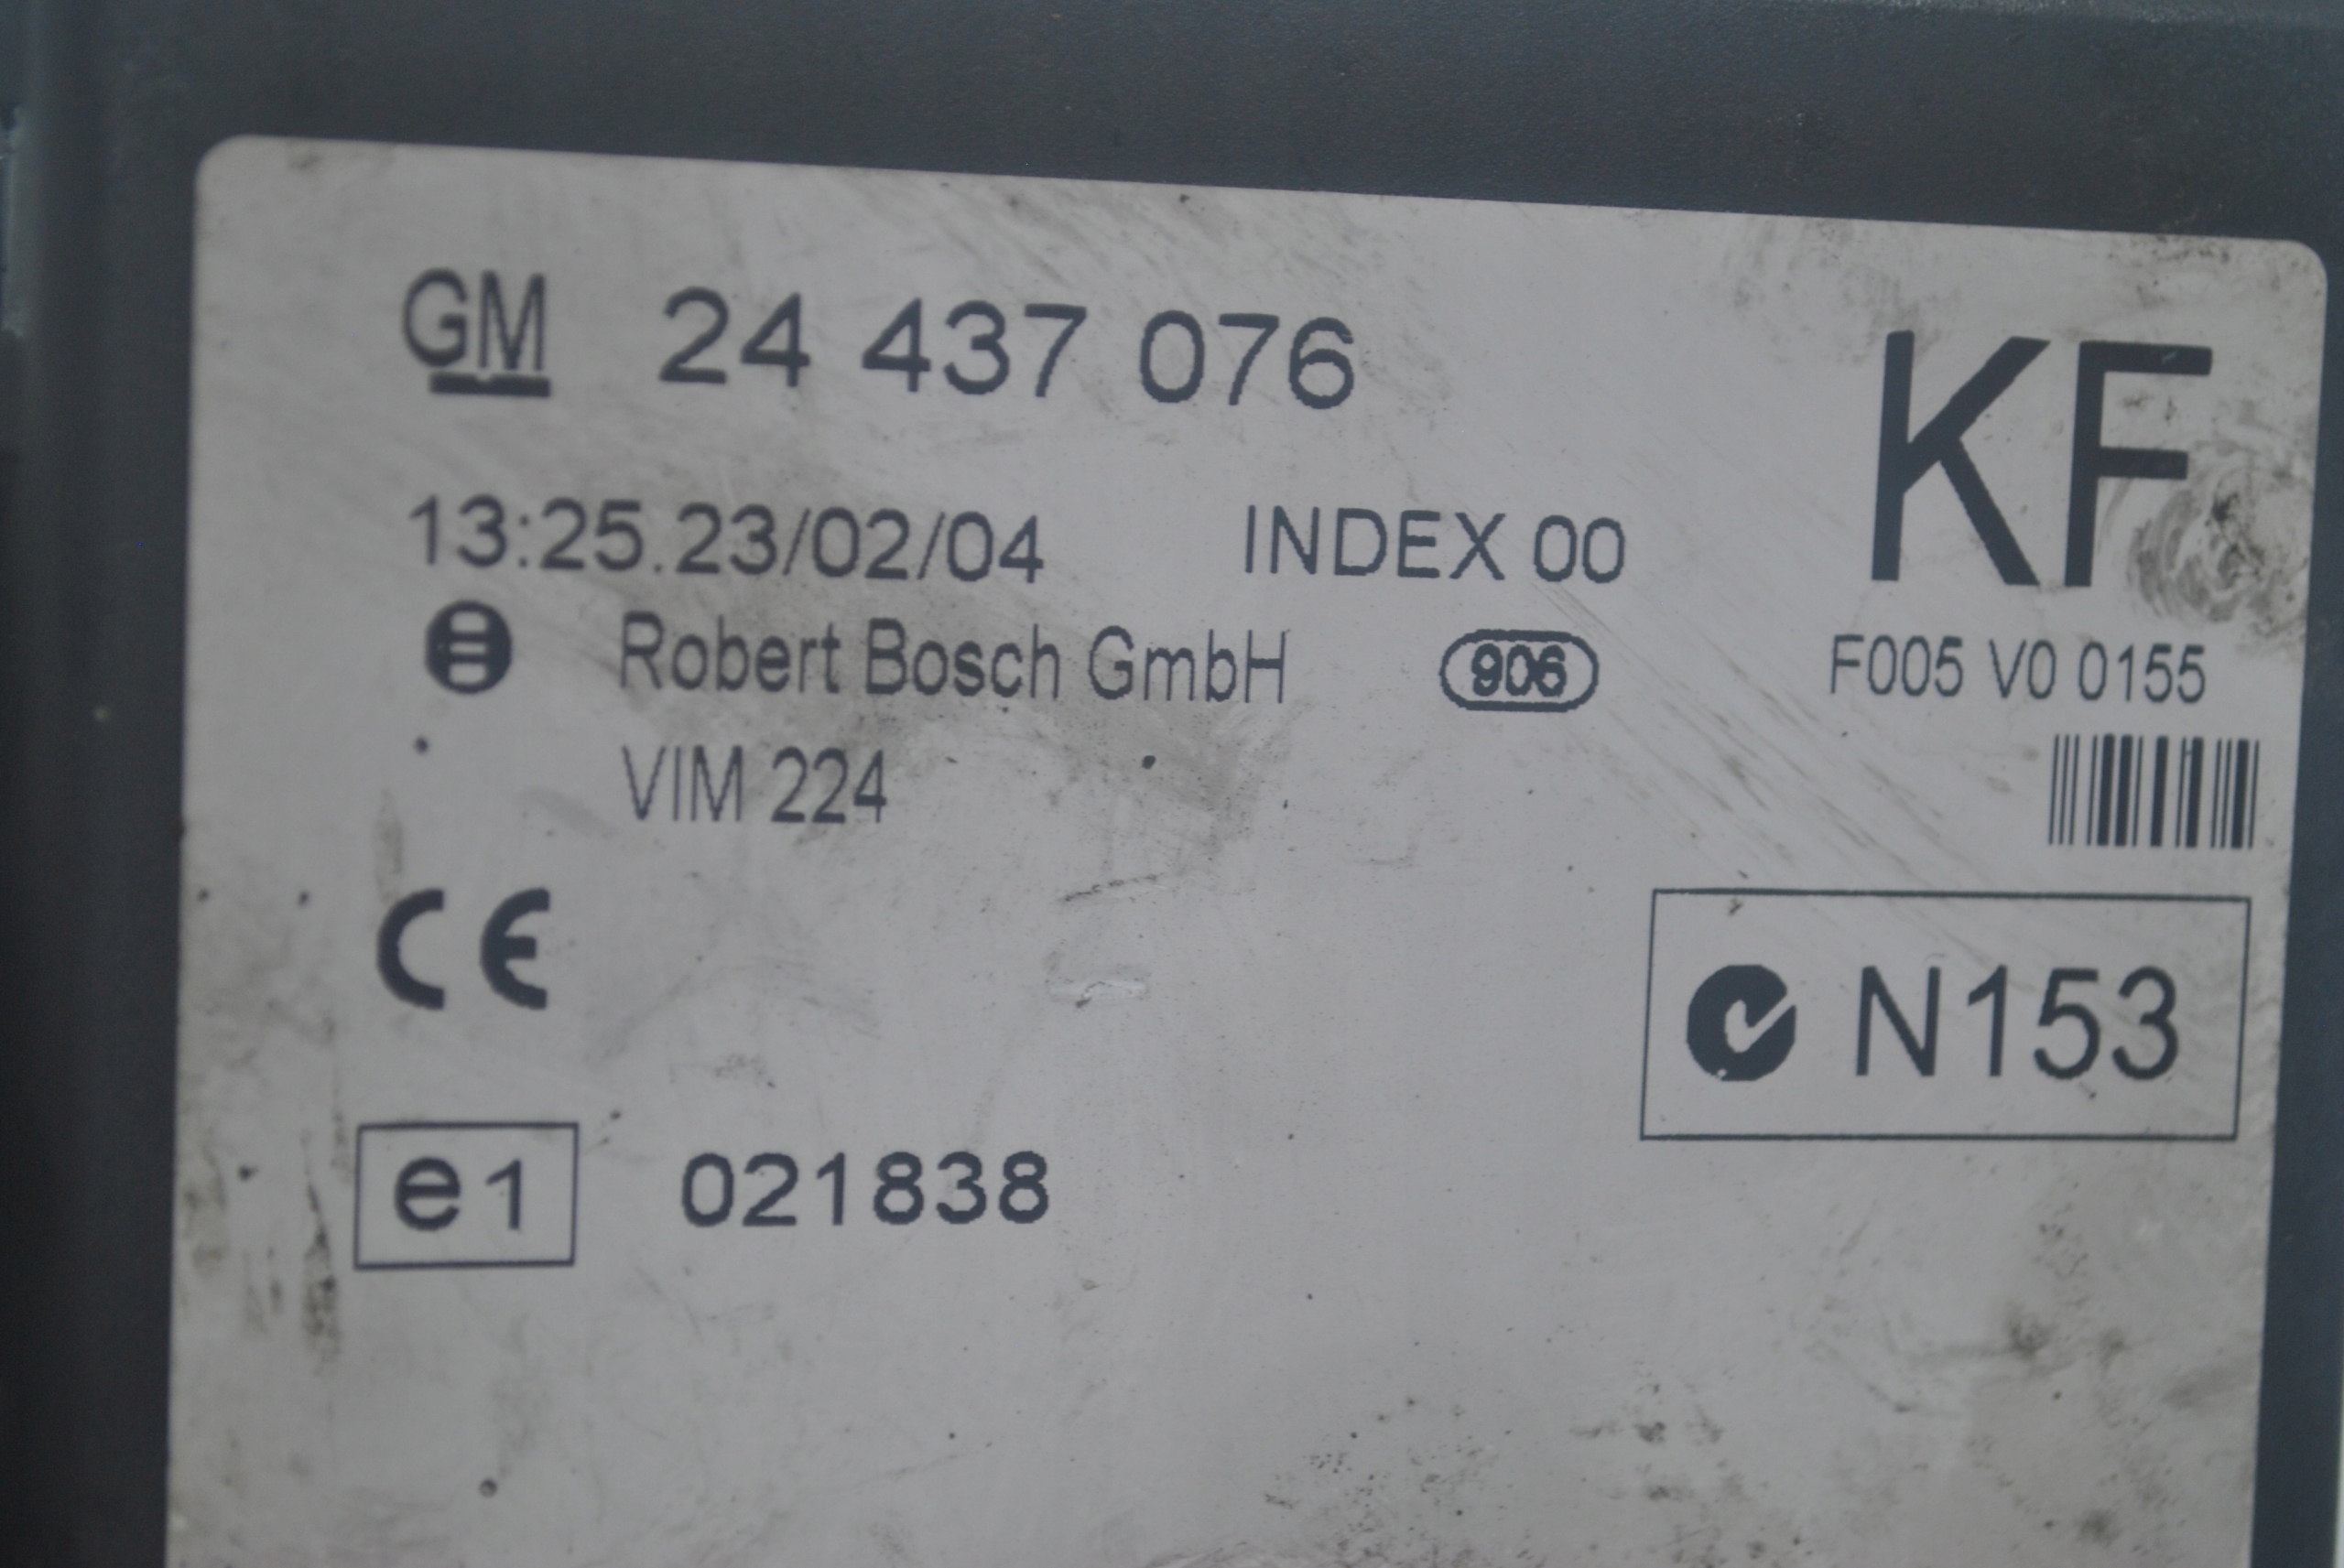 GM 24 437 076
KF
13:25.23/02/04 INDEX 00
Robert Bosch GmbH 906 F005 V0 0155
VIM 224
CE
N153
e1 021838